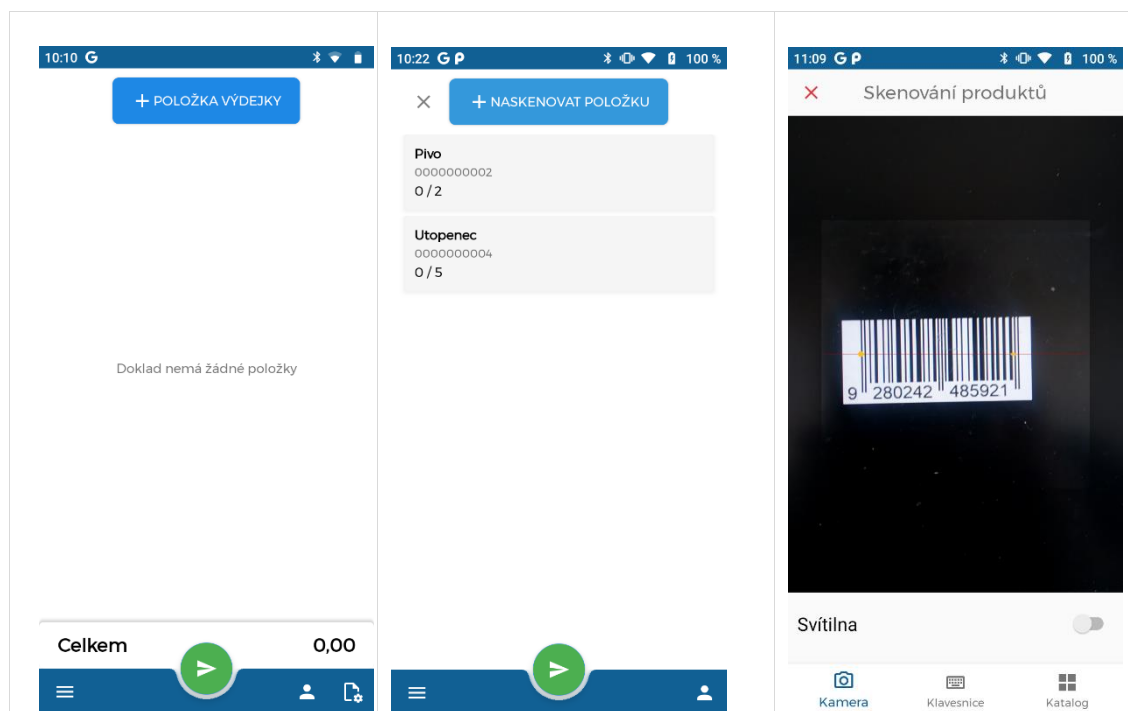 10:10 G
+ POLOŽKA VÝDEJKY
Doklad nemá žádné položky
Celkem 0,00
10:22 G P 100 %
+ NASKENOVAT POLOŽKU
Pivo
0000000002
0 / 2
Utopenec
0000000004
0 / 5
11:09 G P 100 %
Skenování produktů
9 280242 485921
Svítilna
Kamera Klavesnice Katalog